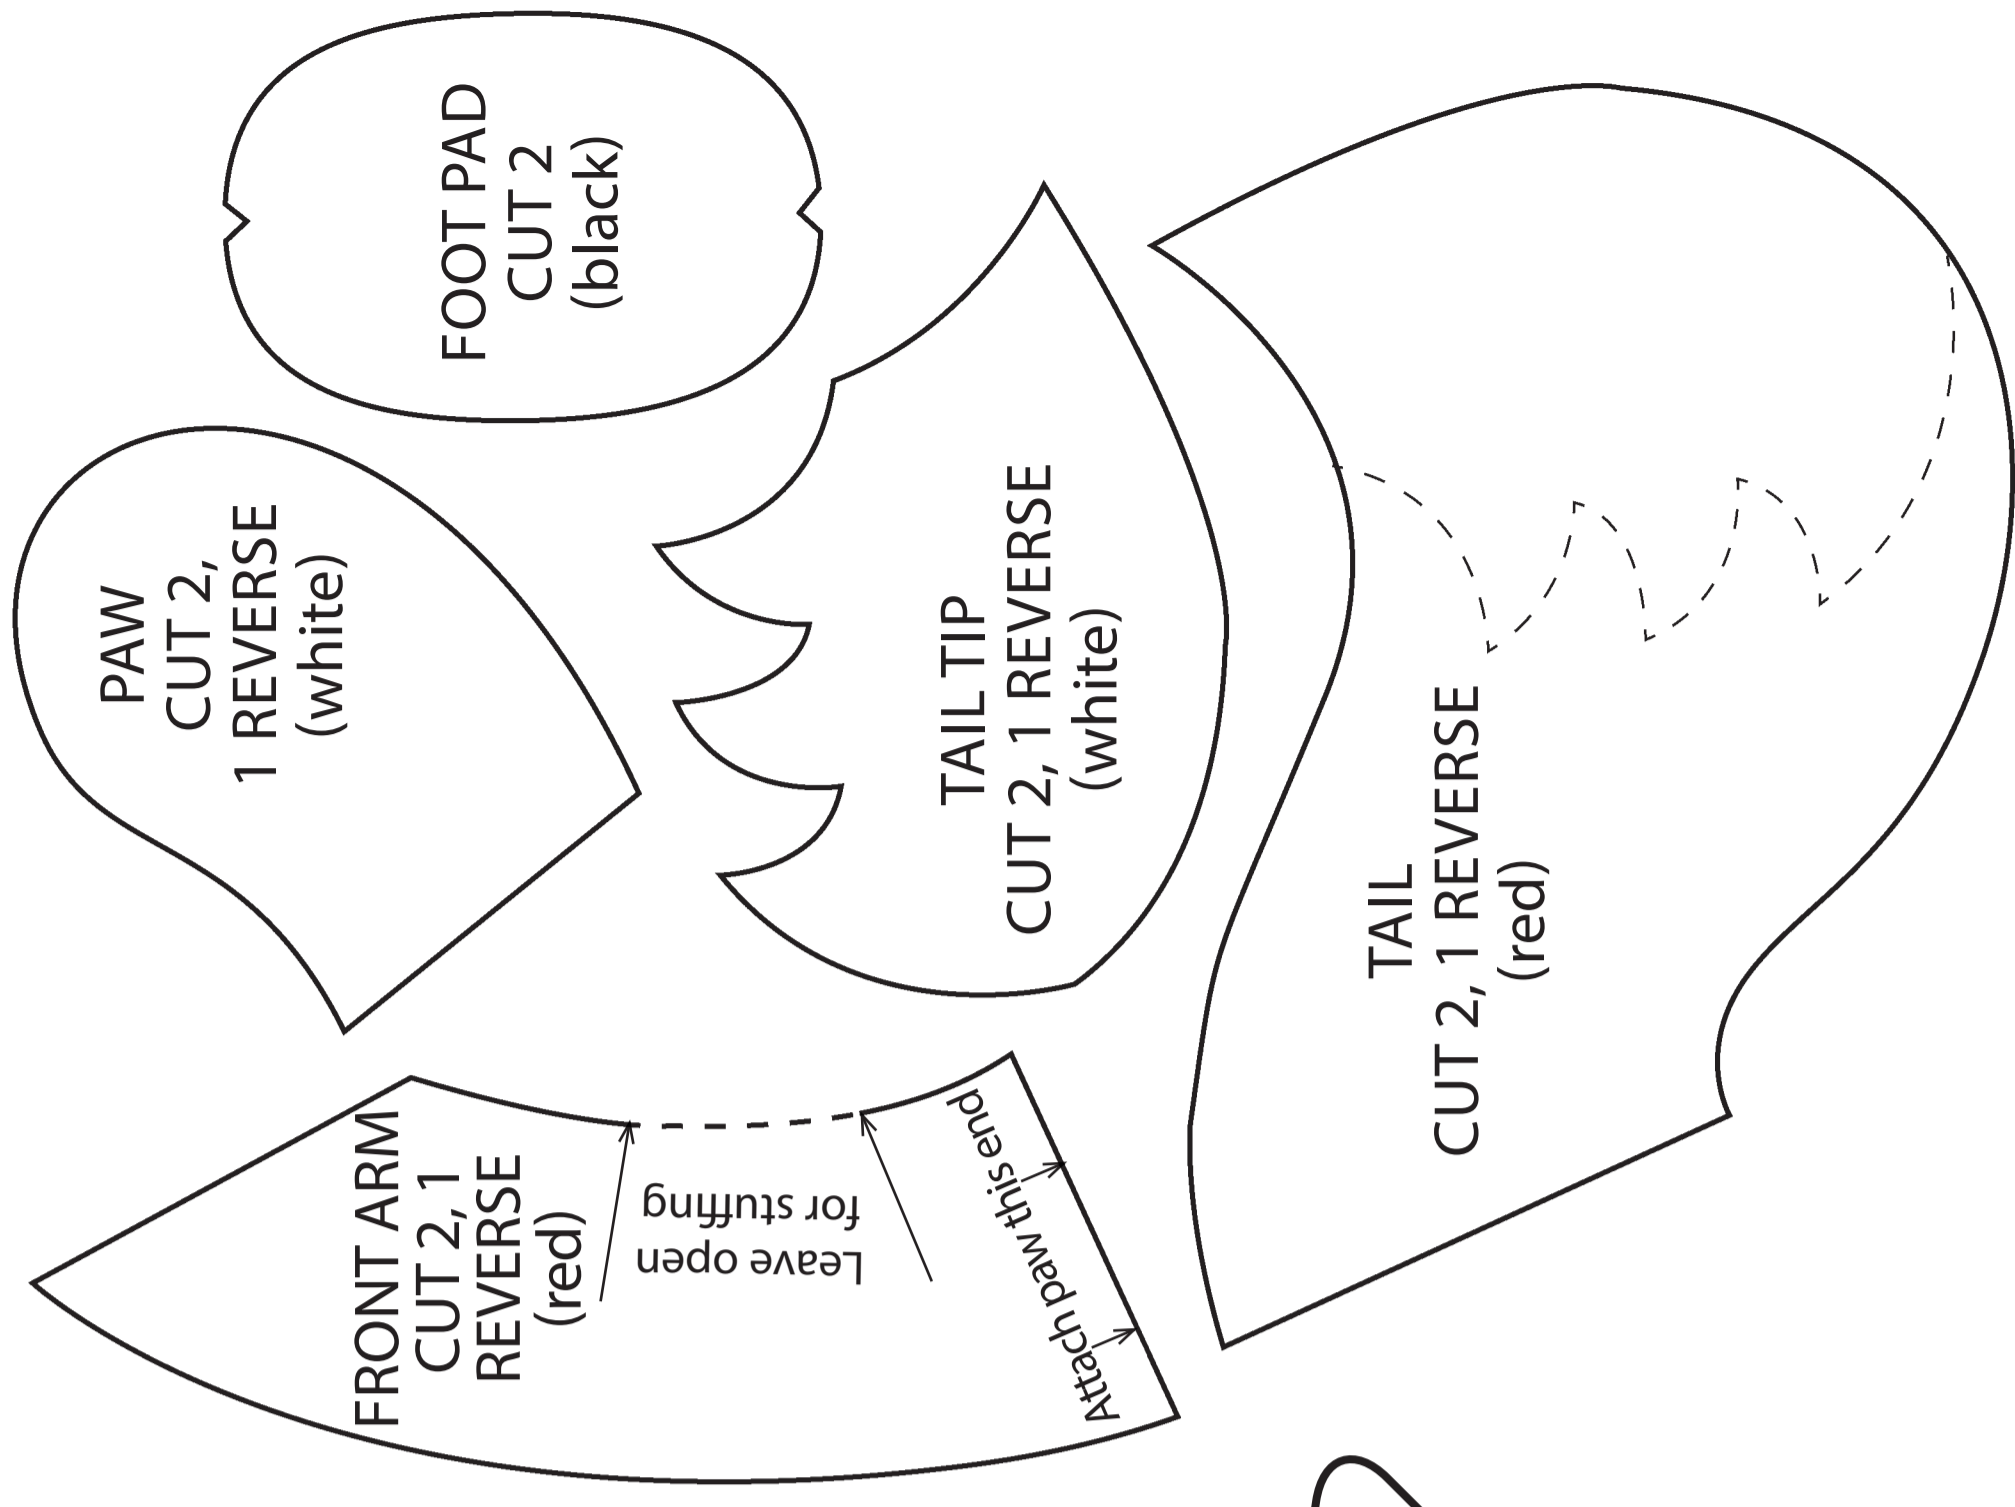 FOOT PAD
CUT 2
(black)
PAW
CUT 2,
1 REVERSE
(white)
TAIL TIP
CUT 2, 1 REVERSE
(white)
TAIL
CUT 2, 1 REVERSE
(red)
FRONT ARM
CUT 2, 1
REVERSE
(red)
Leave open
for stuffing
Attach paw this end